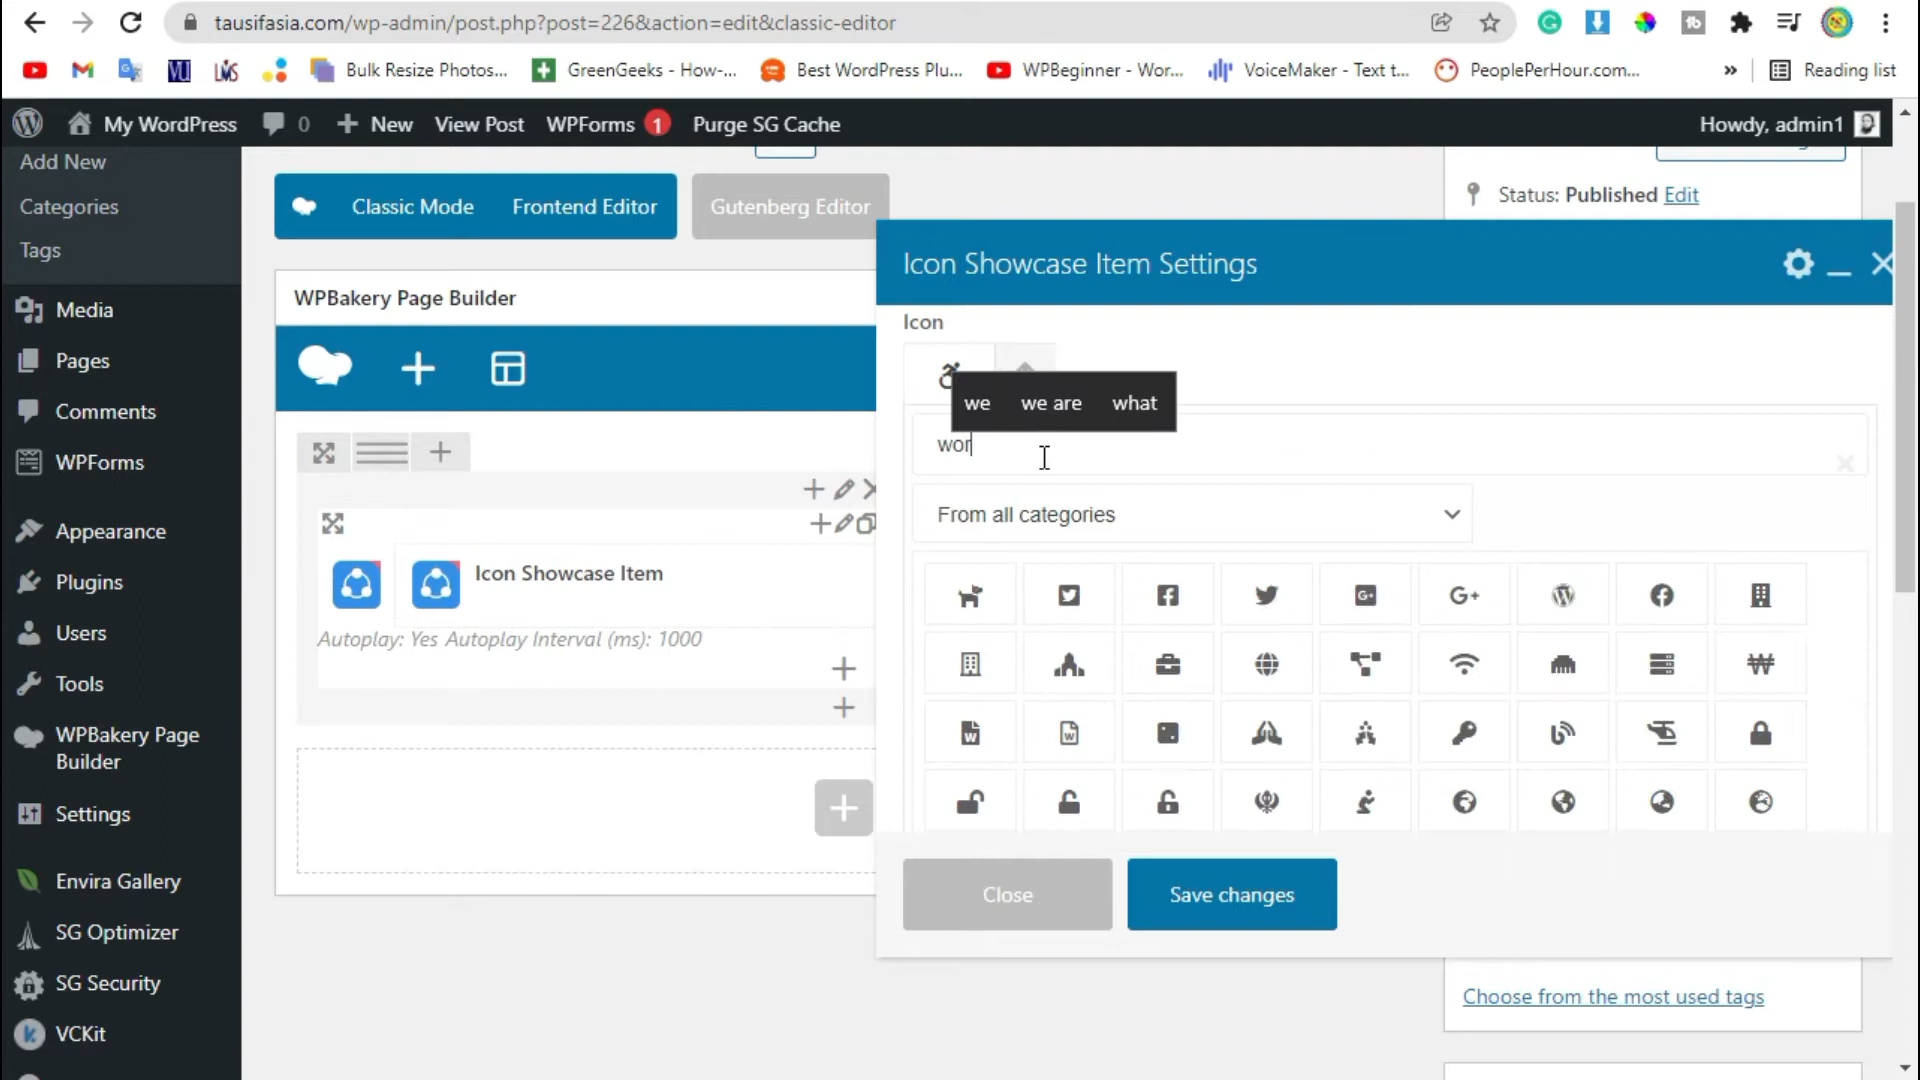 tausifasia.com/wp-admin/post.php?post=226&action=edit&classic-editor
Bulk Resize Photos...
GreenGeeks - How-...
Best WordPress Plu...
WPBeginner - Wor...
VoiceMaker - Text t...
PeoplePerHour.com...
»
Reading list
My WordPress
0
New
View Post
WPForms 1
Purge SG Cache
Howdy, admin1
Add New
Categories
Tags
Media
Pages
Comments
WPForms
Appearance
Plugins
Users
Tools
WPBakery Page
Builder
Settings
Envira Gallery
SG Optimizer
SG Security
VCKit
Classic Mode
Frontend Editor
Gutenberg Editor
WPBakery Page Builder
Icon Showcase Item
Autoplay: Yes Autoplay Interval (ms): 1000
Status: Published Edit
Icon Showcase Item Settings
Icon
we we are what
wor
From all categories
Close
Save changes
Choose from the most used tags